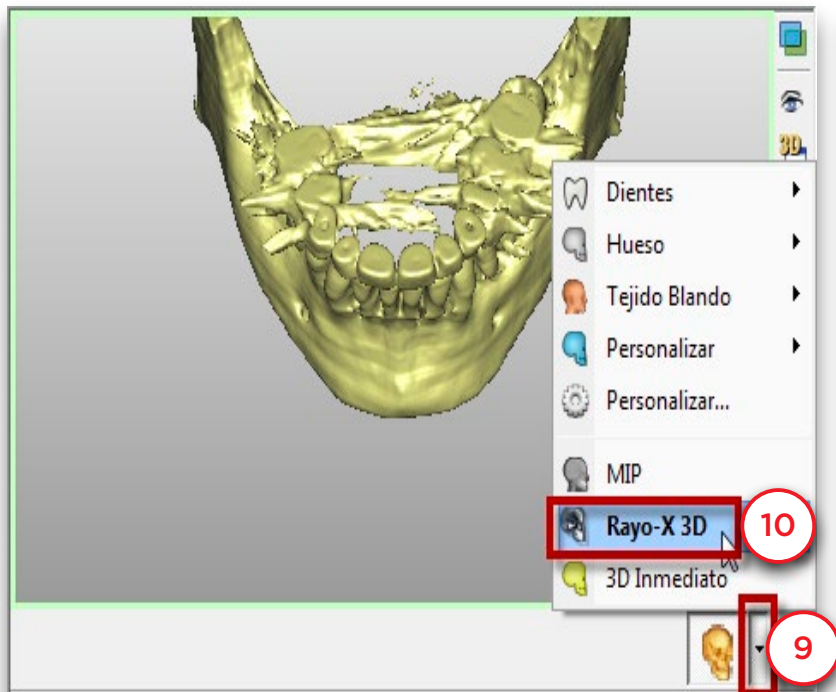 3D
Dientes
Hueso
Tejido Blando
Personalizar
Personalizar...
MIP
Rayo-X 3D
10
3D Inmediato
9